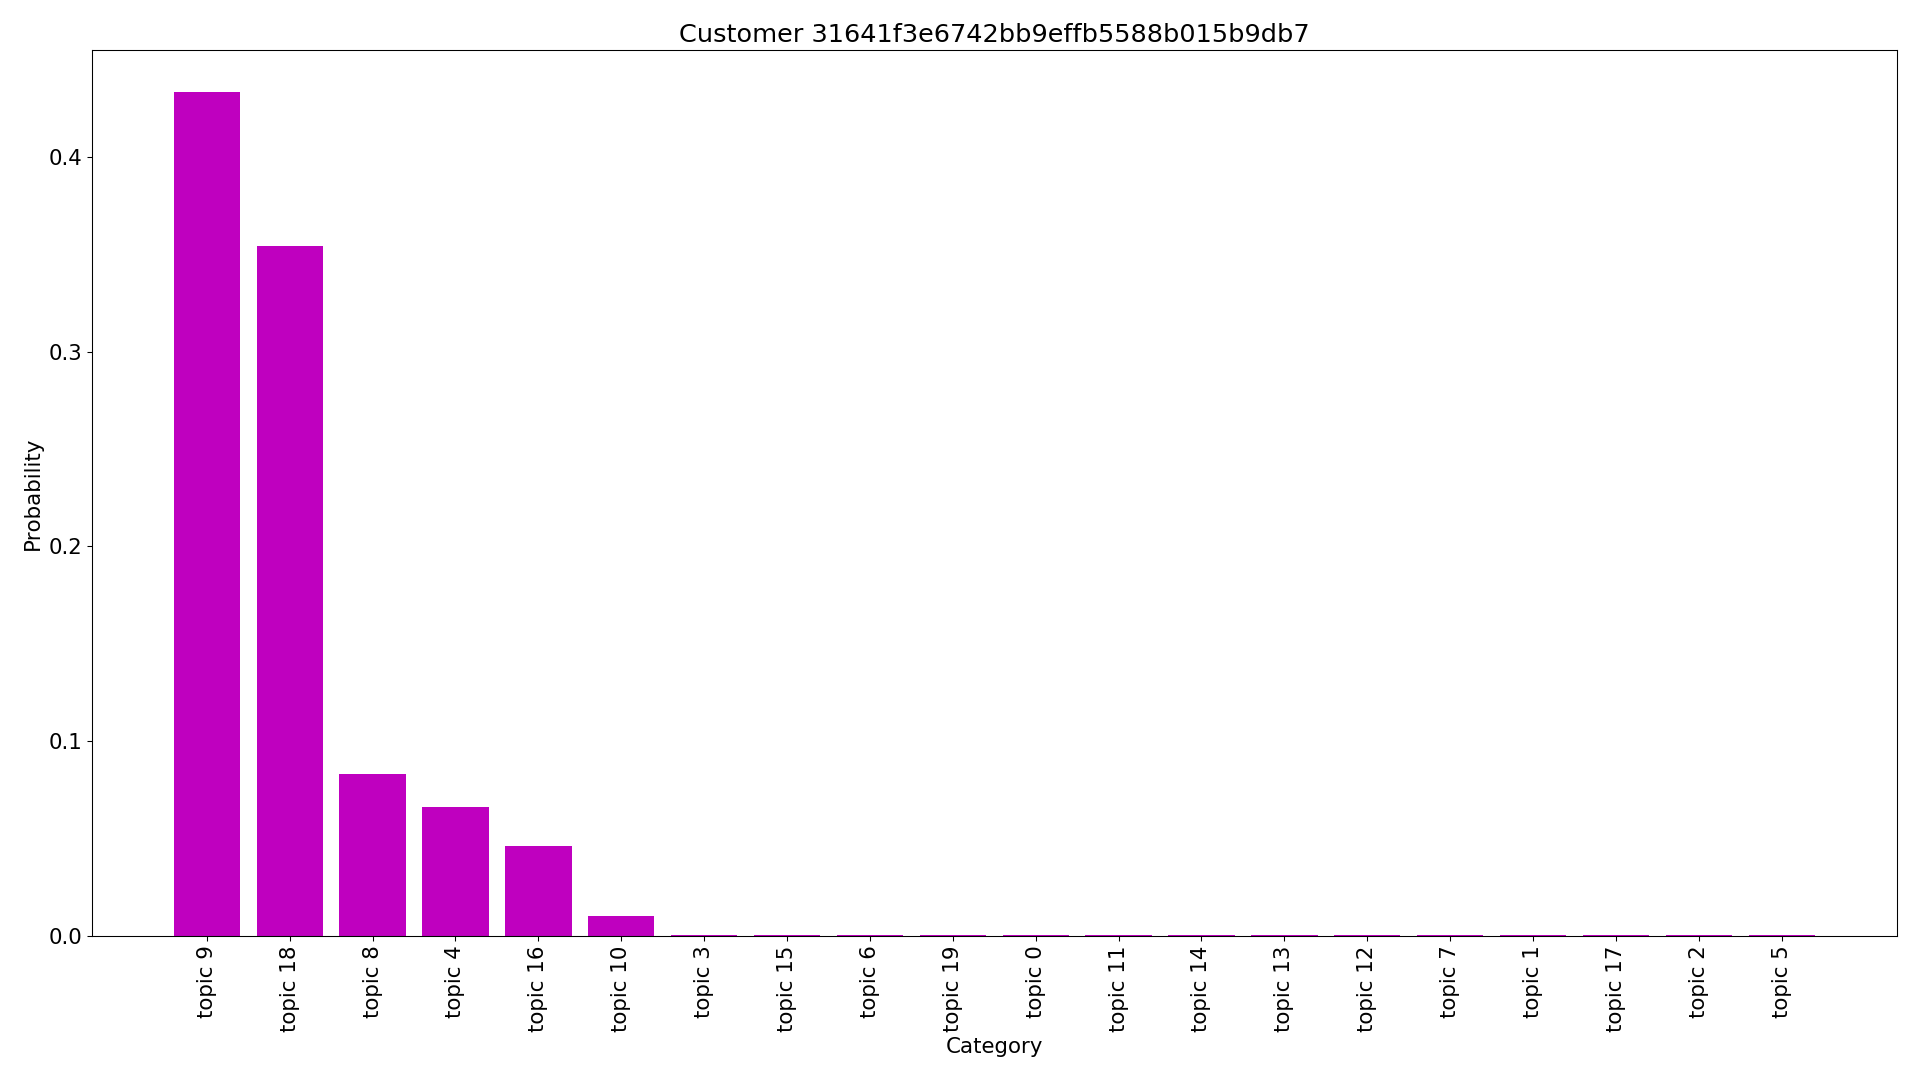 Customer 31641f3e6742bb9effb5588b015b9db7
Probability
0.4
0.3
0.2
0.1
0.0
topic 9
topic 18
topic 8
topic 4
topic 16
topic 10
topic 3
topic 15
topic 6
topic 19
topic 0
topic 11
topic 14
topic 13
topic 12
topic 7
topic 1
topic 17
topic 2
topic 5
Category